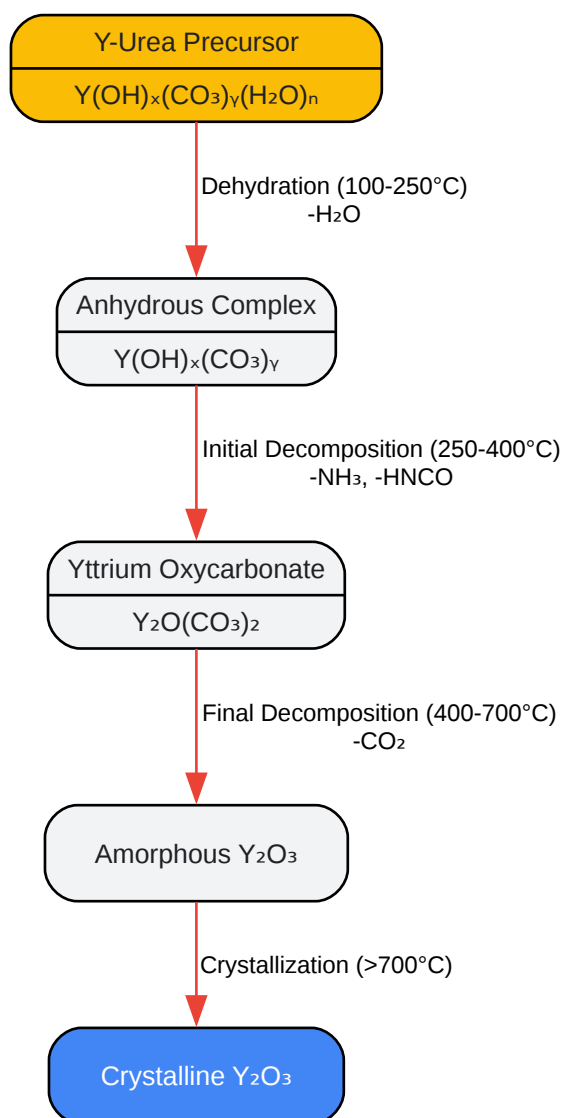 Y-Urea Precursor
Y(OH)ₓ(CO₃)ᵧ(H₂O)ₙ
Dehydration (100-250°C)
-H₂O
Anhydrous Complex
Y(OH)ₓ(CO₃)ᵧ
Initial Decomposition (250-400°C)
-NH₃, -HNCO
Yttrium Oxycarbonate
Y₂O(CO₃)₂
Final Decomposition (400-700°C)
-CO₂
Amorphous Y₂O₃
Crystallization (>700°C)
Crystalline Y₂O₃